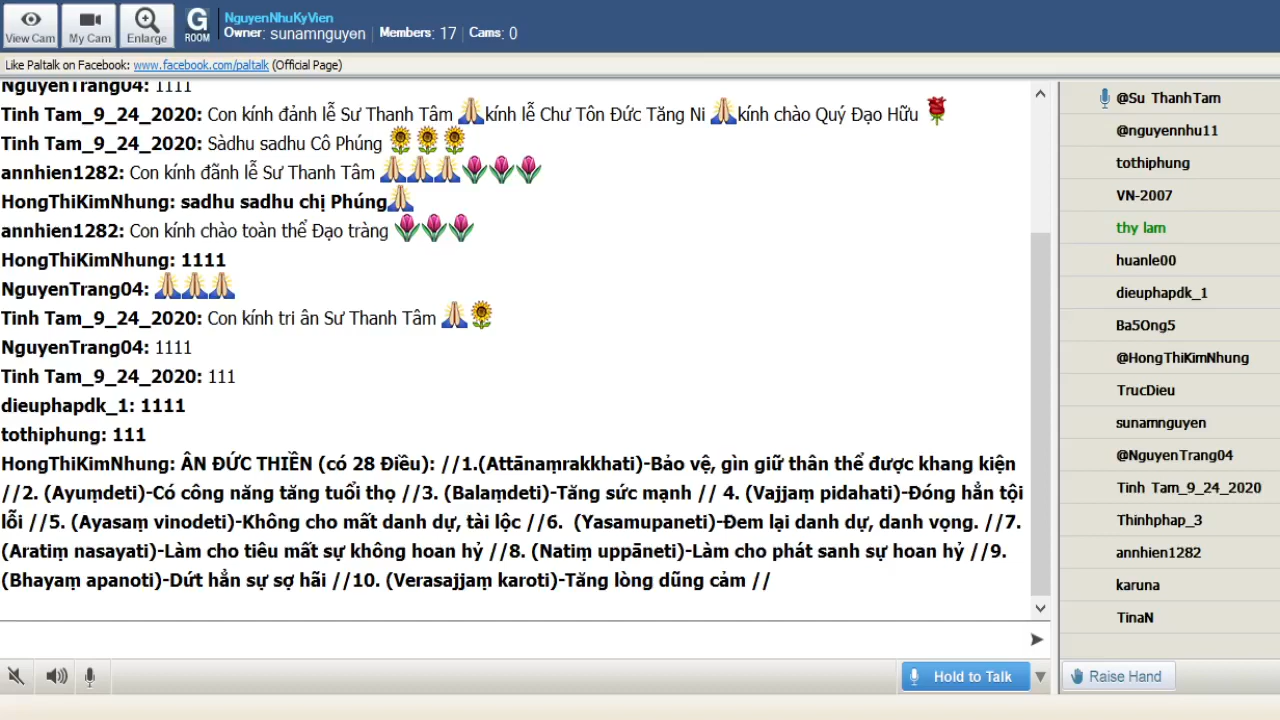 View Cam
My Cam
Enlarge
G
ROOM
NguyenNhuKyVien
Owner: sunamnguyen | Members: 17 | Cams: 0
Like Paltalk on Facebook: www.facebook.com/paltalk (Official Page)
NguyenTrang04: 1111
Tinh Tam_9_24_2020: Con kính đảnh lễ Sư Thanh Tâm kính lễ Chư Tôn Đức Tăng Ni kính chào Quý Đạo Hữu
Tinh Tam_9_24_2020: Sàdhu sadhu Cô Phúng
annhien1282: Con kính đãnh lễ Sư Thanh Tâm
HongThiKimNhung: sadhu sadhu chị Phúng
annhien1282: Con kính chào toàn thể Đạo tràng
HongThiKimNhung: 1111
NguyenTrang04:
Tinh Tam_9_24_2020: Con kính tri ân Sư Thanh Tâm
NguyenTrang04: 1111
Tinh Tam_9_24_2020: 111
dieuphapdk_1: 1111
tothiphung: 111
HongThiKimNhung: ÂN ĐỨC THIỀN (có 28 Điều): //1.(Attānaṃrakkhati)-Bảo vệ, gìn giữ thân thể được khang kiện
//2. (Ayuṃdeti)-Có công năng tăng tuổi thọ //3. (Balaṃdeti)-Tăng sức mạnh // 4. (Vajjaṃ pidahati)-Đóng hẳn tội
lỗi //5. (Ayasaṃ vinodeti)-Không cho mất danh dự, tài lộc //6. (Yasamupaneti)-Đem lại danh dự, danh vọng. //7.
(Aratiṃ nasayati)-Làm cho tiêu mất sự không hoan hỷ //8. (Natiṃ uppāneti)-Làm cho phát sanh sự hoan hỷ //9.
(Bhayaṃ apanoti)-Dứt hẳn sự sợ hãi //10. (Verasajjaṃ karoti)-Tăng lòng dũng cảm //
Hold to Talk
@Su ThanhTam
@nguyennhu11
tothiphung
VN-2007
thy lam
huanle00
dieuphapdk_1
Ba5Ong5
@HongThiKimNhung
TrucDieu
sunamnguyen
@NguyenTrang04
Tinh Tam_9_24_2020
Thinhphap_3
annhien1282
karuna
TinaN
Raise Hand